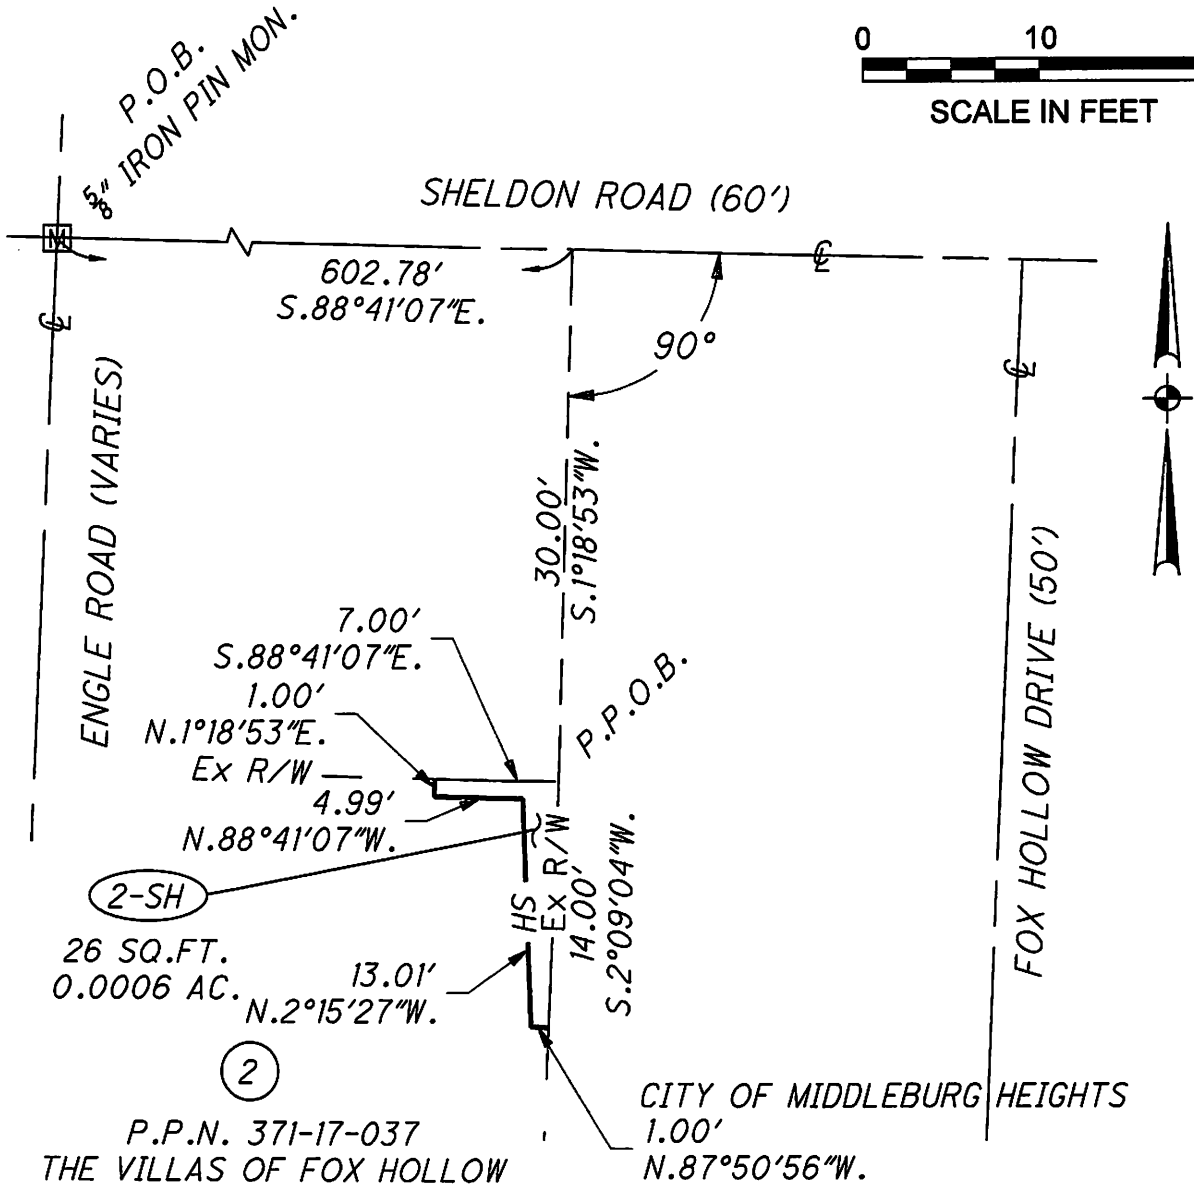 P.O.B.
5/8" IRON PIN MON.
0 10
SCALE IN FEET
SHELDON ROAD (60')
M
602.78'
S.88°41'07"E.
℄
℄
℄
90°
ENGLE ROAD (VARIES)
30.00'
S.1°18'53"W.
7.00'
S.88°41'07"E.
1.00'
N.1°18'53"E.
Ex R/W
4.99'
N.88°41'07"W.
P.P.O.B.
FOX HOLLOW DRIVE (50')
2-SH
26 SQ.FT.
0.0006 AC.
HS
Ex R/W
14.00'
S.2°09'04"W.
13.01'
N.2°15'27"W.
2
P.P.N. 371-17-037
THE VILLAS OF FOX HOLLOW
CITY OF MIDDLEBURG HEIGHTS
1.00'
N.87°50'56"W.